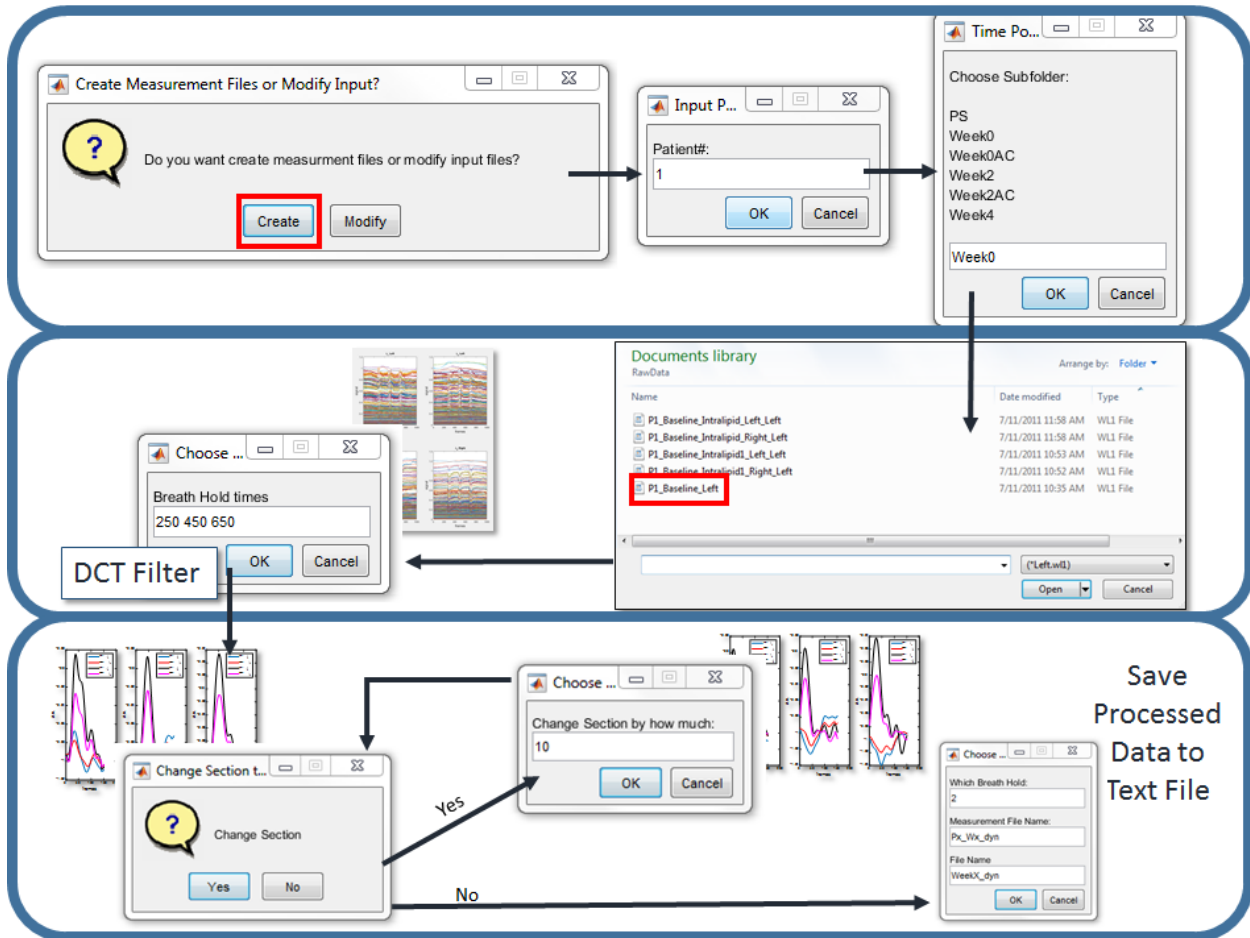 Create Measurement Files or Modify Input?
Do you want create measurment files or modify input files?
Create
Modify
Input P...
Patient#:
1
OK
Cancel
Time Po...
Choose Subfolder:
PS
Week0
Week0AC
Week2
Week2AC
Week4
Week0
OK
Cancel
Documents library
RawData
Arrange by: Folder
Name
Date modified
Type
P1_Baseline_Intralipid_Left_Left
7/11/2011 11:58 AM
WL1 File
P1_Baseline_Intralipid_Right_Left
7/11/2011 11:58 AM
WL1 File
P1_Baseline_Intralipid1_Left_Left
7/11/2011 10:53 AM
WL1 File
P1_Baseline_Intralipid1_Right_Left
7/11/2011 10:52 AM
WL1 File
P1_Baseline_Left
7/11/2011 10:35 AM
WL1 File
(*Left.wl1)
Open
Cancel
Choose ...
Breath Hold times
250 450 650
OK
Cancel
DCT Filter
Change Section t...
Change Section
Yes
No
Yes
No
Choose ...
Change Section by how much:
10
OK
Cancel
Save
Processed
Data to
Text File
Choose ...
Which Breath Hold:
2
Measurement File Name:
Px_Wx_dyn
File Name
WeekX_dyn
OK
Cancel